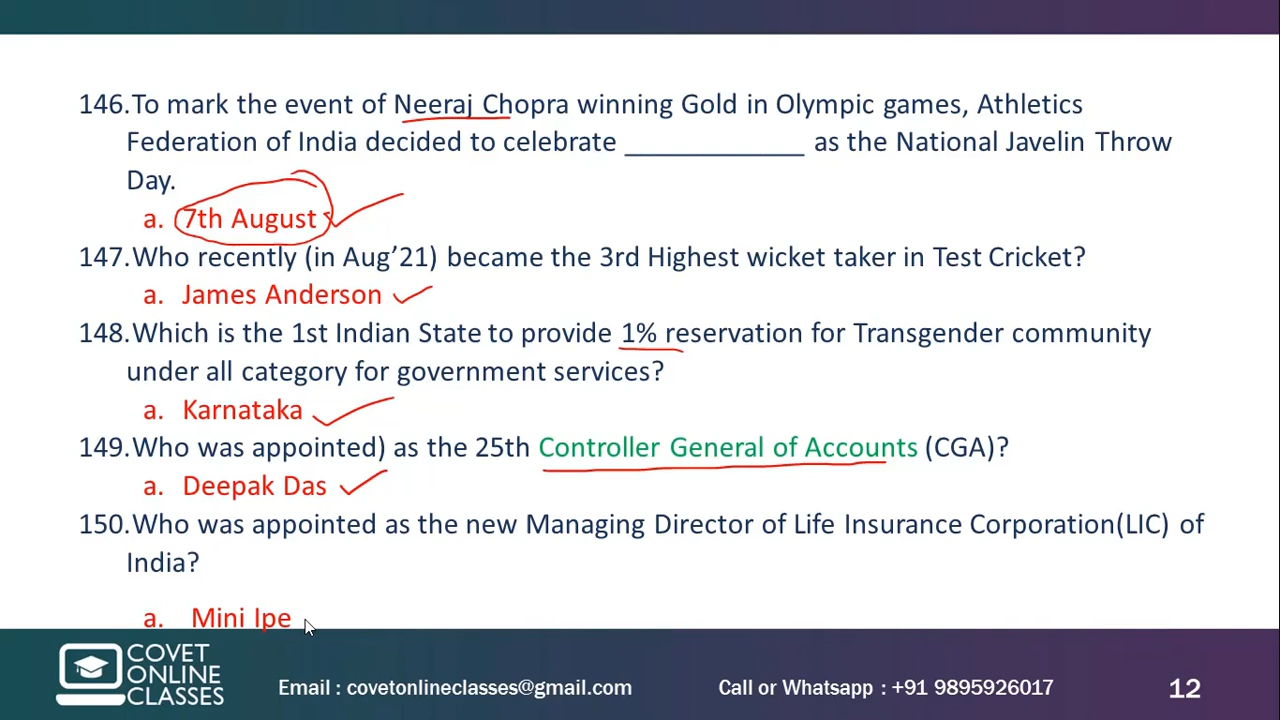 146.To mark the event of Neeraj Chopra winning Gold in Olympic games, Athletics
Federation of India decided to celebrate ____________ as the National Javelin Throw
Day.
a. 7th August
147.Who recently (in Aug’21) became the 3rd Highest wicket taker in Test Cricket?
a. James Anderson
148.Which is the 1st Indian State to provide 1% reservation for Transgender community
under all category for government services?
a. Karnataka
149.Who was appointed) as the 25th Controller General of Accounts (CGA)?
a. Deepak Das
150.Who was appointed as the new Managing Director of Life Insurance Corporation(LIC) of
India?
a. Mini Ipe
COVET
ONLINE
CLASSES
Email : covetonlineclasses@gmail.com
Call or Whatsapp : +91 9895926017
12